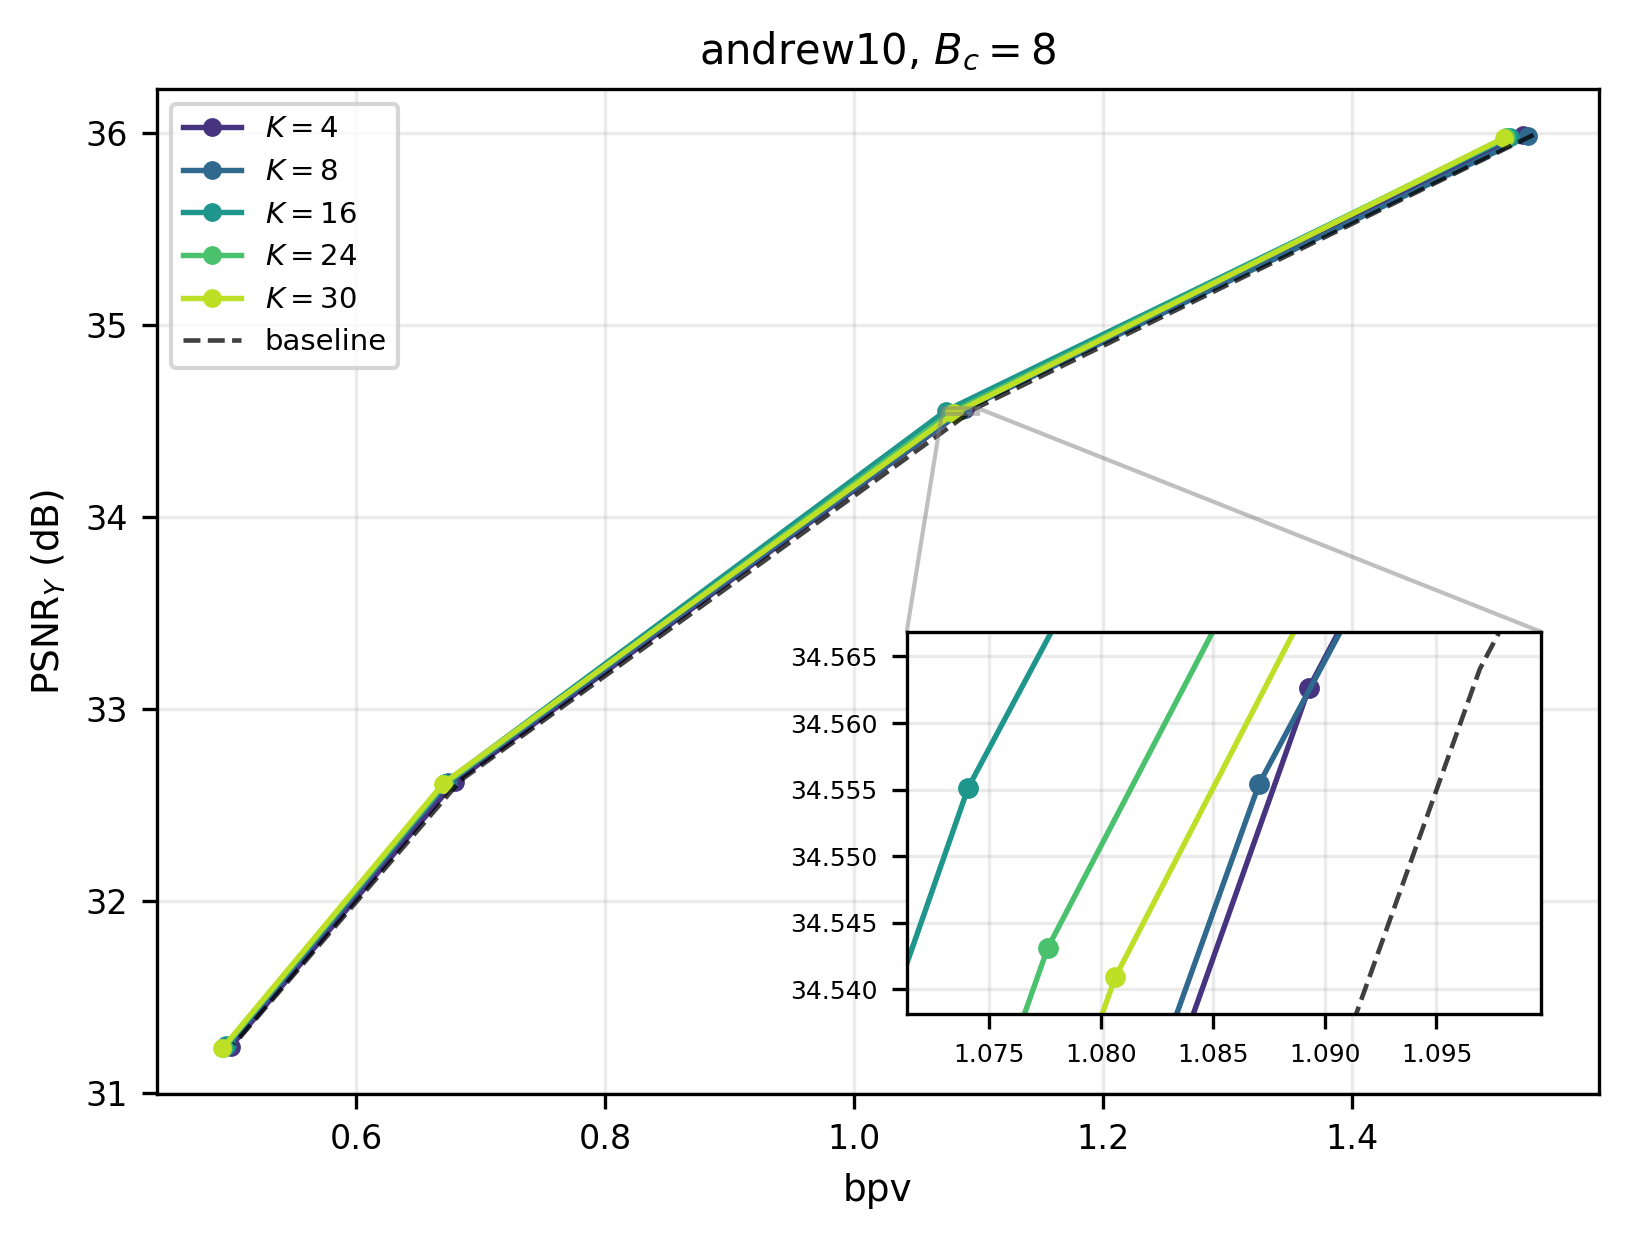 andrew10, $B_c = 8$
$K = 4$
$K = 8$
$K = 16$
$K = 24$
$K = 30$
baseline
36
35
34
33
32
31
PSNR$_Y$ (dB)
34.565
34.560
34.555
34.550
34.545
34.540
1.075 1.080 1.085 1.090 1.095
0.6 0.8 1.0 1.2 1.4
bpv